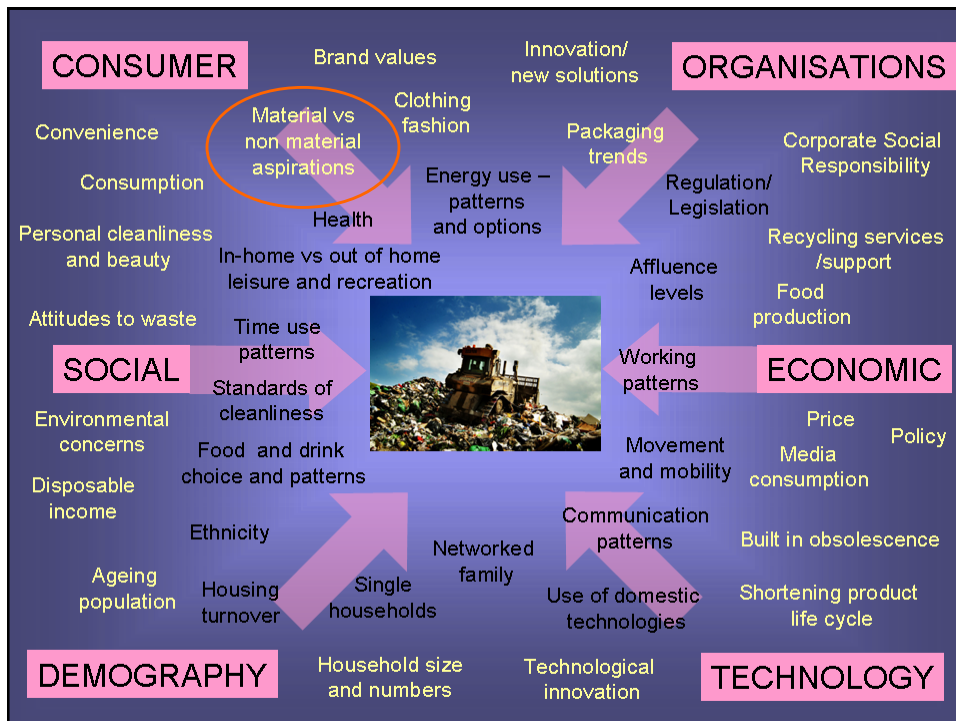 CONSUMER
Brand values
Innovation/
new solutions
ORGANISATIONS
Material vs
non material
aspirations
Clothing
fashion
Convenience
Packaging
trends
Corporate Social
Responsibility
Consumption
Energy use –
patterns
and options
Regulation/
Legislation
Health
Personal cleanliness
and beauty
In-home vs out of home
leisure and recreation
Recycling services
/support
Affluence
levels
Food
production
Attitudes to waste
Time use
patterns
SOCIAL
Working
patterns
ECONOMIC
Standards of
cleanliness
Environmental
concerns
Price
Policy
Food and drink
choice and patterns
Movement
and mobility
Media
consumption
Disposable
income
Ethnicity
Communication
patterns
Built in obsolescence
Networked
family
Ageing
population
Housing
turnover
Single
households
Use of domestic
technologies
Shortening product
life cycle
DEMOGRAPHY
Household size
and numbers
Technological
innovation
TECHNOLOGY